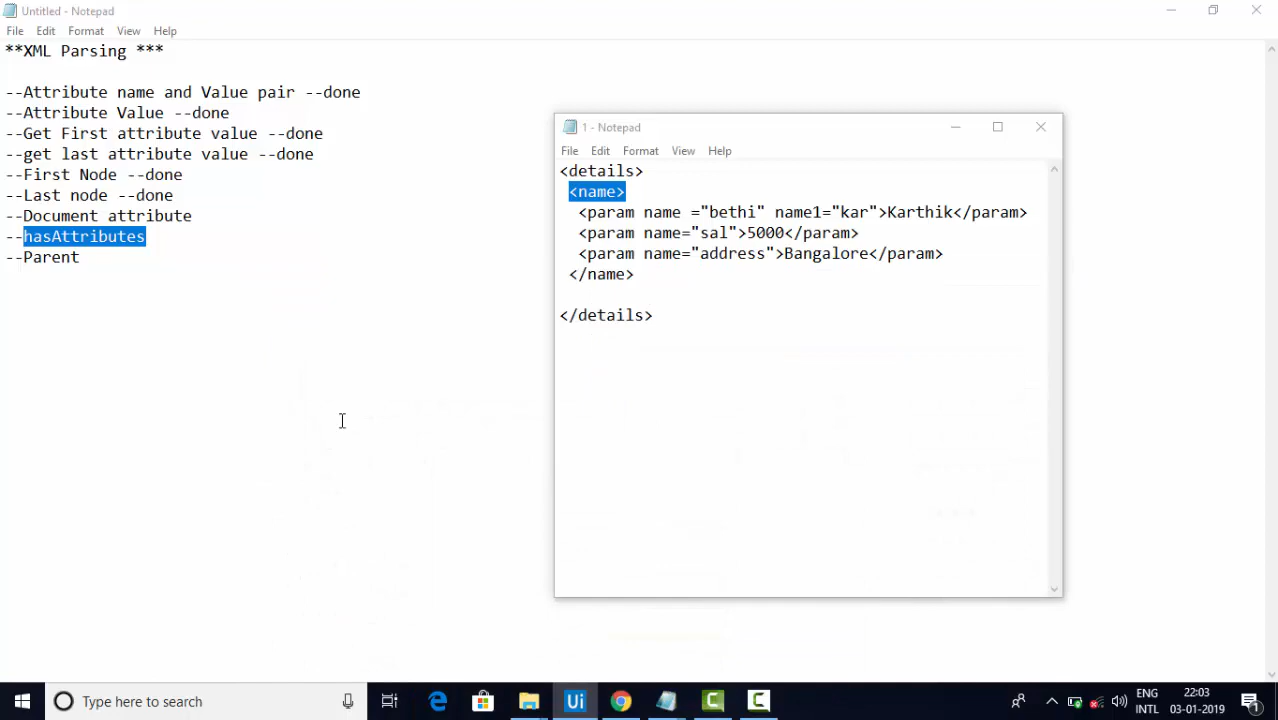 Untitled - Notepad
File Edit Format View Help
**XML Parsing ***
--Attribute name and Value pair --done
--Attribute Value --done
--Get First attribute value --done
--get last attribute value --done
--First Node --done
--Last node --done
--Document attribute
--hasAttributes
--Parent
1 - Notepad
File Edit Format View Help
<details>
<name>
<param name ="bethi" name1="kar">Karthik</param>
<param name="sal">5000</param>
<param name="address">Bangalore</param>
</name>
</details>
Type here to search
Ui
C
C
ENG
INTL
22:03
03-01-2019
1